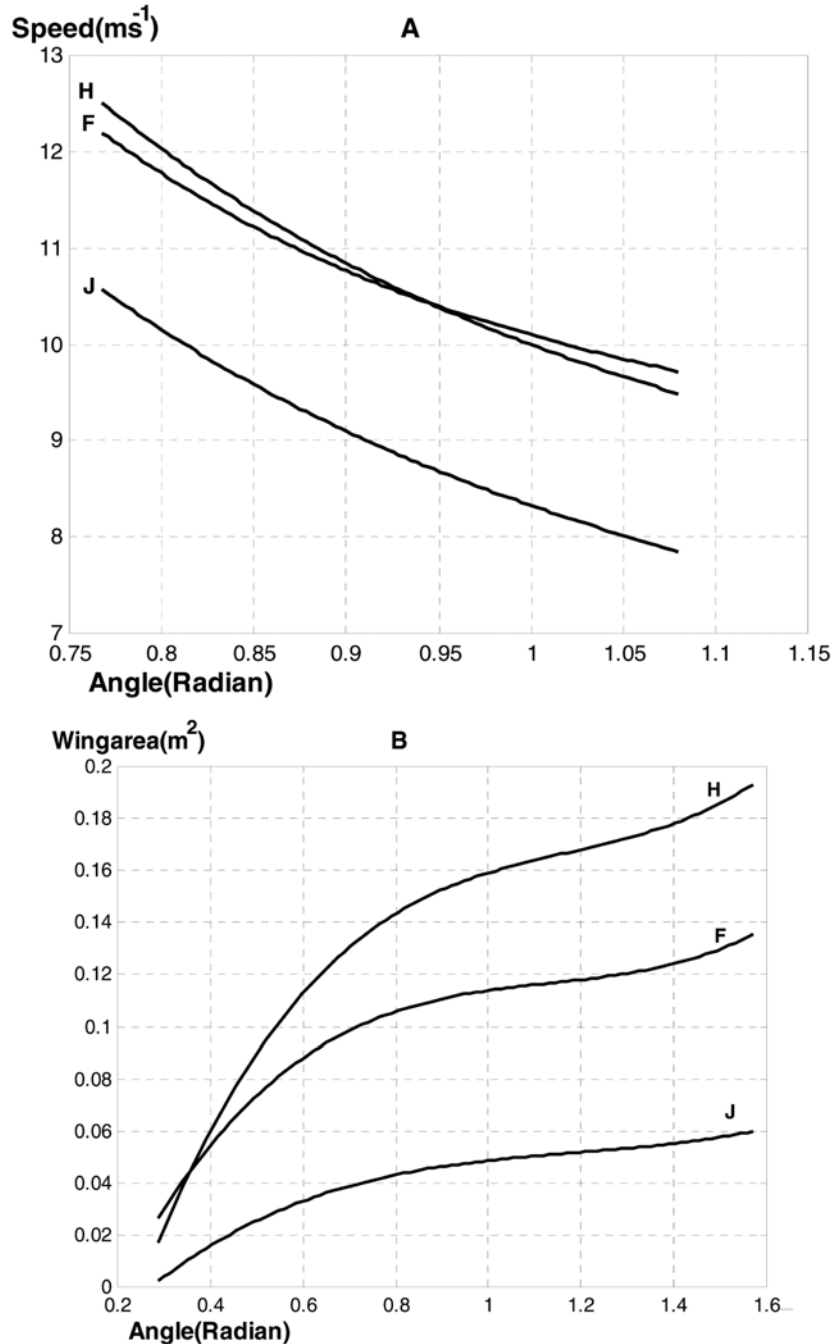 Speed(ms-1) A
13
H
F
12
11
J
10
9
8
7
0.75 0.8 0.85 0.9 0.95 1 1.05 1.1 1.15
Angle(Radian)
Wingarea(m2) B
0.2
H
0.18
0.16
0.14
F
0.12
0.1
0.08
J
0.06
0.04
0.02
0
0.2 0.4 0.6 0.8 1 1.2 1.4 1.6
Angle(Radian)